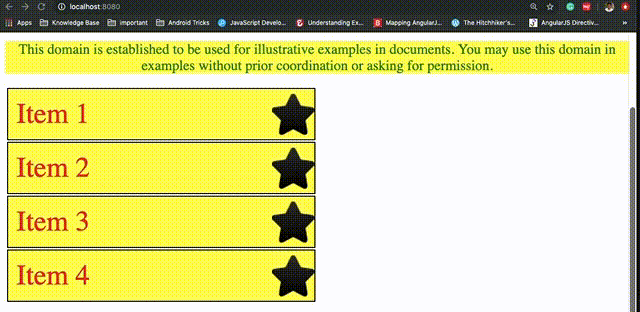 localhost:8080
Apps Knowledge Base important Android Tricks JavaScript Develo... Understanding Ex... Mapping AngularJ... The Hitchhiker's... AngularJS Directiv... »
This domain is established to be used for illustrative examples in documents. You may use this domain in
examples without prior coordination or asking for permission.
Item 1
Item 2
Item 3
Item 4